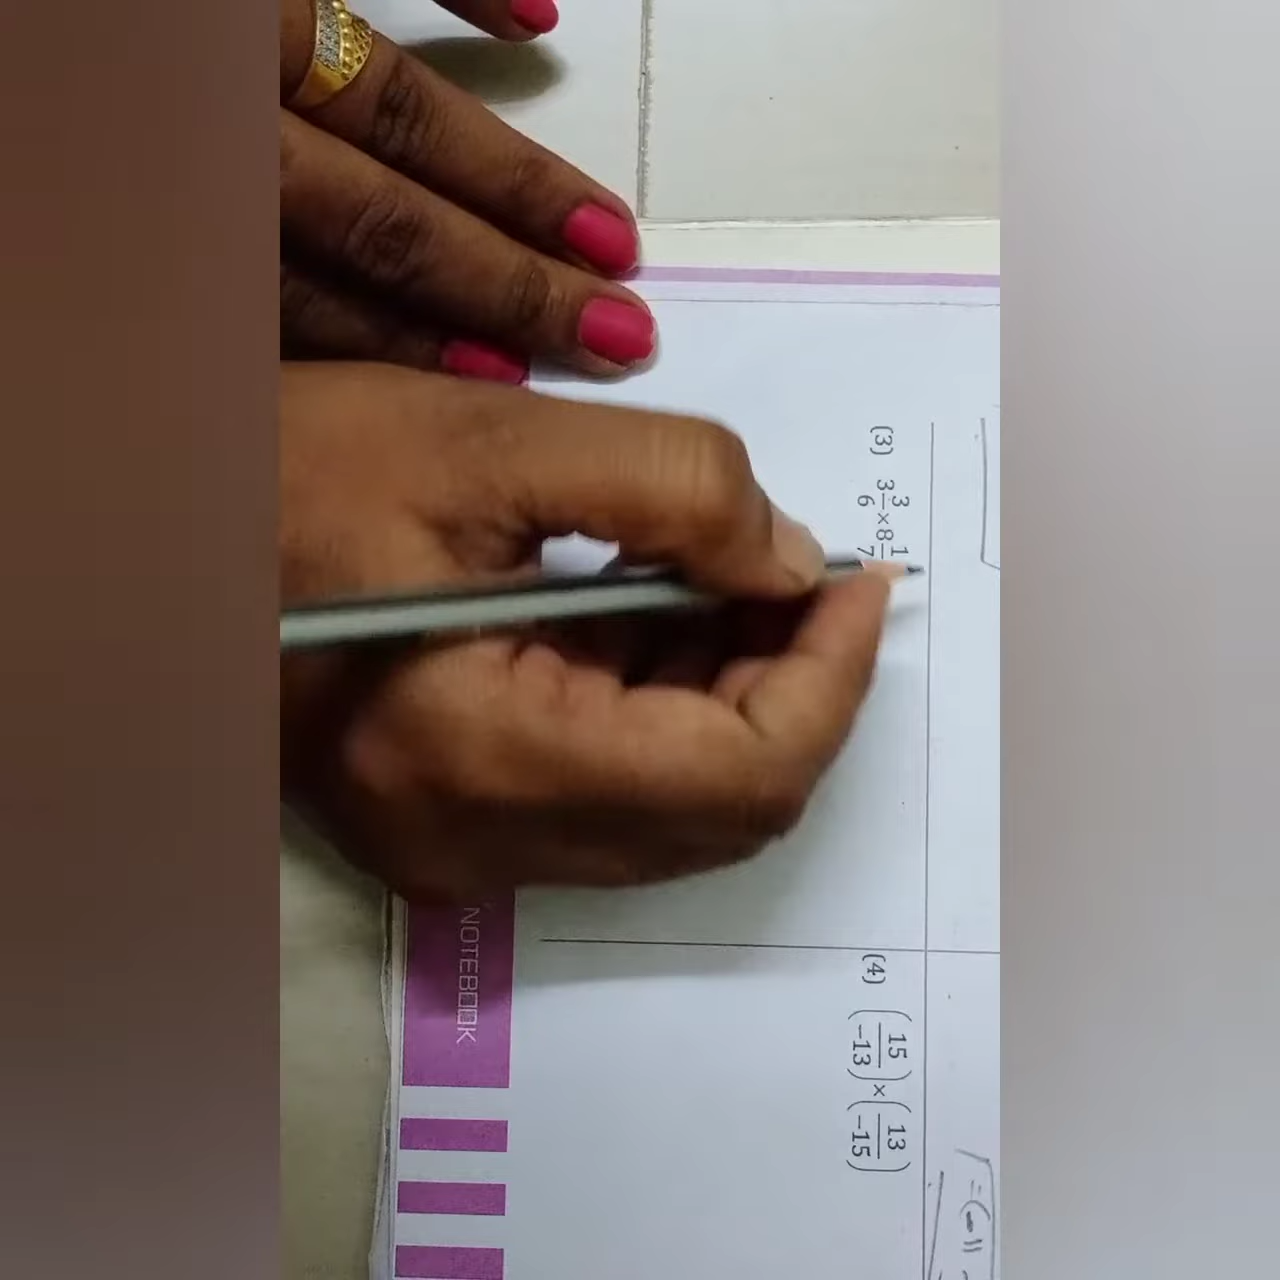 (3) 3 3/6 × 8 1/7
(4) (15/−13) × (13/−15)
NOTEBOOK